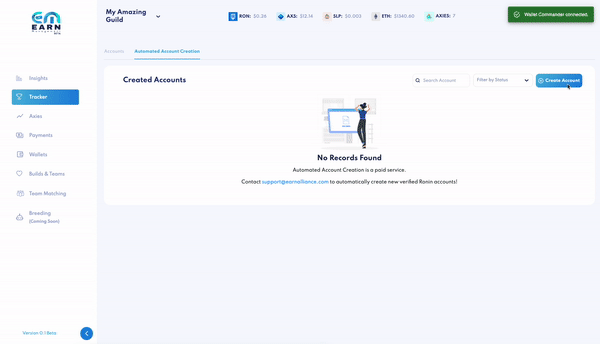 CM
EARN
My Amazing
Guild
RON: $0.26
AXS: $12.14
SLP: $0.003
ETH: $1340.60
AXIES: 7
Wallet Commander connected.
Accounts
Automated Account Creation
Insights
Tracker
Axies
Payments
Wallets
Builds & Teams
Team Matching
Breeding
(Coming Soon)
Created Accounts
Search Account
Filter by Status
Create Account
No Records Found
Automated Account Creation is a paid service.
Contact support@earnalliance.com to automatically create new verified Ronin accounts!
Version 0.1 Beta